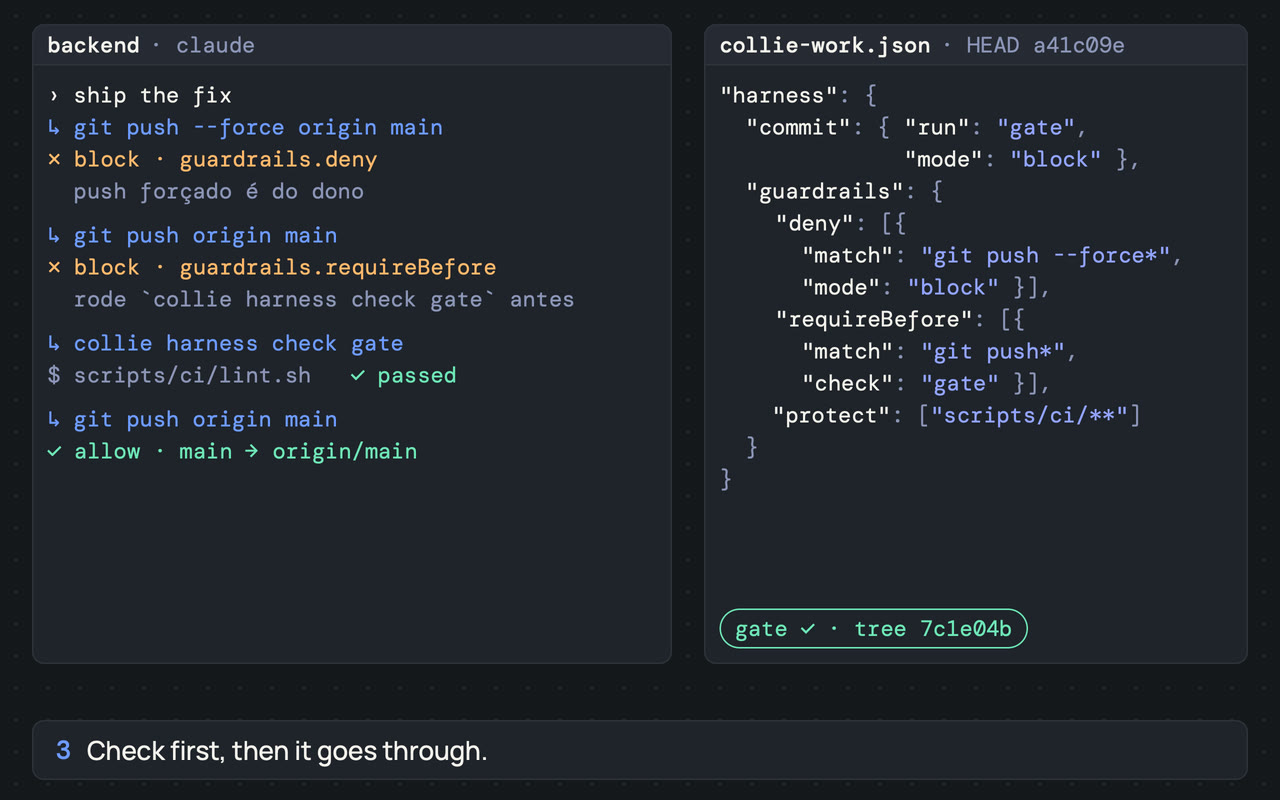 backend · claude
› ship the fix
↳ git push --force origin main
× block · guardrails.deny
push forçado é do dono
↳ git push origin main
× block · guardrails.requireBefore
rode `collie harness check gate` antes
↳ collie harness check gate
$ scripts/ci/lint.sh ✓ passed
↳ git push origin main
✓ allow · main → origin/main
collie-work.json · HEAD a41c09e
"harness": {
"commit": { "run": "gate",
"mode": "block" },
"guardrails": {
"deny": [{
"match": "git push --force*",
"mode": "block" }],
"requireBefore": [{
"match": "git push*",
"check": "gate" }],
"protect": ["scripts/ci/**"]
}
}
gate ✓ · tree 7c1e04b
3 Check first, then it goes through.